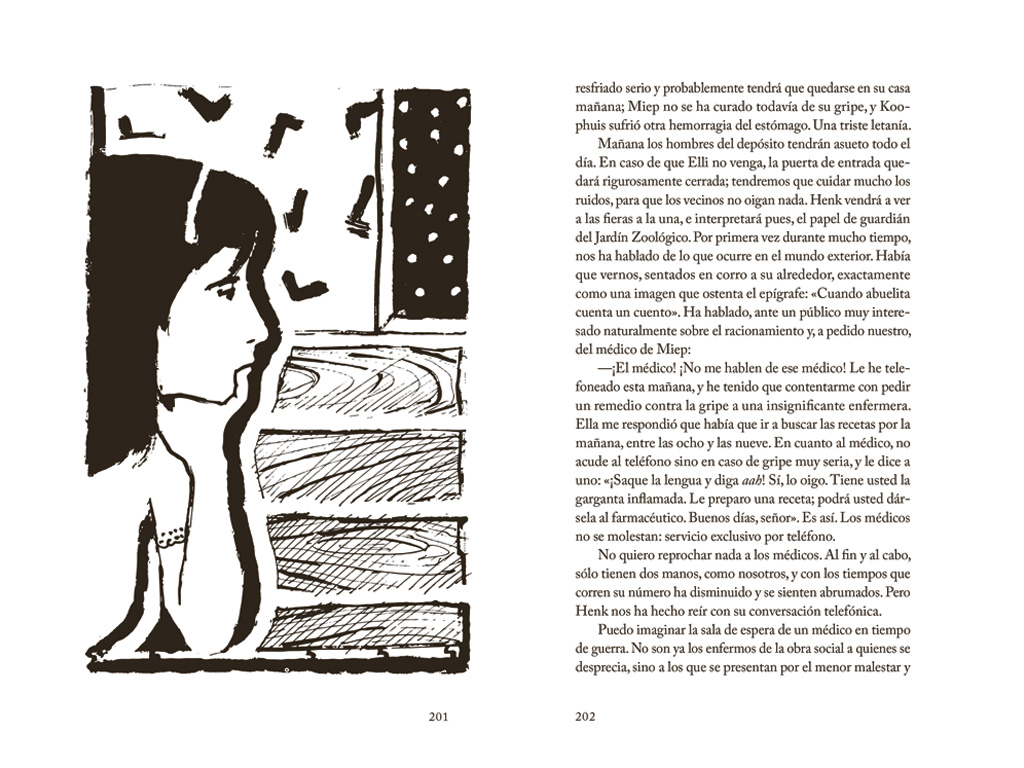 resfriado serio y probablemente tendrá que quedarse en su casa
mañana; Miep no se ha curado todavía de su gripe, y Koo-
phuis sufrió otra hemorragia del estómago. Una triste letanía.
Mañana los hombres del depósito tendrán asueto todo el
día. En caso de que Elli no venga, la puerta de entrada que-
dará rigurosamente cerrada; tendremos que cuidar mucho los
ruidos, para que los vecinos no oigan nada. Henk vendrá a ver
a las fieras a la una, e interpretará pues, el papel de guardián
del Jardín Zoológico. Por primera vez durante mucho tiempo,
nos ha hablado de lo que ocurre en el mundo exterior. Había
que vernos, sentados en corro a su alrededor, exactamente
como una imagen que ostenta el epígrafe: «Cuando abuelita
cuenta un cuento». Ha hablado, ante un público muy intere-
sado naturalmente sobre el racionamiento y, a pedido nuestro,
del médico de Miep:
—¡El médico! ¡No me hablen de ese médico! Le he tele-
foneado esta mañana, y he tenido que contentarme con pedir
un remedio contra la gripe a una insignificante enfermera.
Ella me respondió que había que ir a buscar las recetas por la
mañana, entre las ocho y las nueve. En cuanto al médico, no
acude al teléfono sino en caso de gripe muy seria, y le dice a
uno: «¡Saque la lengua y diga aah! Sí, lo oigo. Tiene usted la
garganta inflamada. Le preparo una receta; podrá usted dár-
sela al farmacéutico. Buenos días, señor». Es así. Los médicos
no se molestan: servicio exclusivo por teléfono.
No quiero reprochar nada a los médicos. Al fin y al cabo,
sólo tienen dos manos, como nosotros, y con los tiempos que
corren su número ha disminuido y se sienten abrumados. Pero
Henk nos ha hecho reír con su conversación telefónica.
Puedo imaginar la sala de espera de un médico en tiempo
de guerra. No son ya los enfermos de la obra social a quienes se
desprecia, sino a los que se presentan por el menor malestar y
201
202